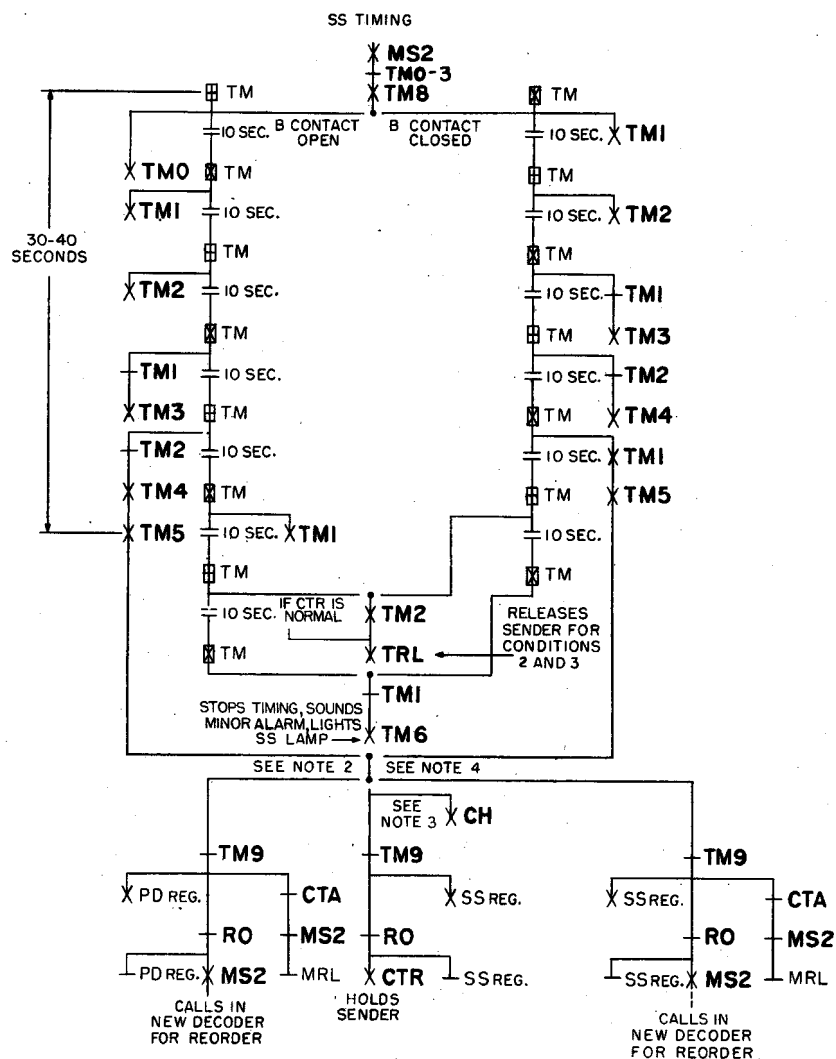 SS TIMING
MS2
TM0-3
TM8
TM
TM
B CONTACT
OPEN
B CONTACT
CLOSED
10 SEC.
10 SEC.
TM1
TM0
TM
TM
TM1
10 SEC.
10 SEC.
TM2
30-40
SECONDS
TM
TM
TM2
10 SEC.
10 SEC.
TM1
TM
TM
TM3
TM1
10 SEC.
10 SEC.
TM2
TM3
TM
TM
TM4
TM2
10 SEC.
10 SEC.
TM1
TM4
TM
TM
TM5
TM5
10 SEC.
TM1
10 SEC.
TM
TM
10 SEC.
IF CTR IS
NORMAL
TM2
RELEASES
SENDER FOR
CONDITIONS
2 AND 3
TM
TRL
TM1
STOPS TIMING, SOUNDS
MINOR ALARM, LIGHTS
SS LAMP
TM6
SEE NOTE 2
SEE NOTE 4
SEE
NOTE 3
CH
TM9
TM9
TM9
PD REG.
CTA
SS REG.
SS REG.
CTA
RO
MS2
RO
RO
MS2
PD REG.
MS2
MRL
CTR
SS REG.
SS REG.
MS2
MRL
CALLS IN
NEW DECODER
FOR REORDER
HOLDS
SENDER
CALLS IN
NEW DECODER
FOR REORDER